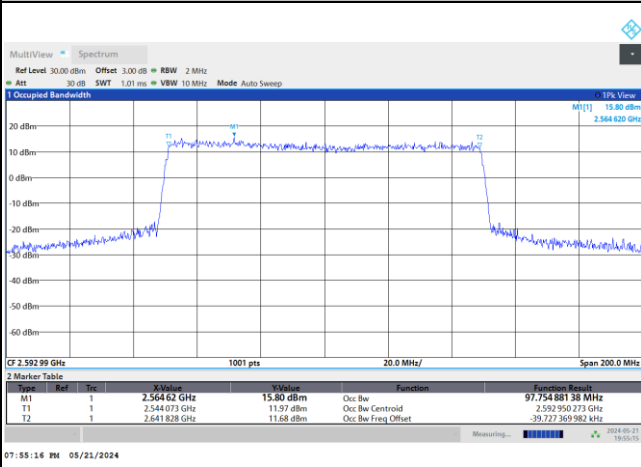 MultiView Spectrum
Ref Level 30.00 dBm Offset 3.00 dB RBW 2 MHz
Att 30 dB SWT 1.01 ms VBW 10 MHz Mode Auto Sweep
1 Occupied Bandwidth 1Pk View
M1[1] 15.80 dBm
2.564 620 GHz
M1
T1
T2
20 dBm
10 dBm
0 dBm
-10 dBm
-20 dBm
-30 dBm
-40 dBm
-50 dBm
-60 dBm
CF 2.592 99 GHz 1001 pts 20.0 MHz/ Span 200.0 MHz
2 Marker Table
Type Ref Trc X-Value Y-Value Function Function Result
M1 1 2.564 62 GHz 15.80 dBm Occ Bw 97.754 881 38 MHz
T1 1 2.544 073 GHz 11.97 dBm Occ Bw Centroid 2.592 950 273 GHz
T2 1 2.641 828 GHz 11.68 dBm Occ Bw Freq Offset -39.727 369 982 kHz
Measuring... 2024-05-21
19:55:15
07:55:16 PM 05/21/2024